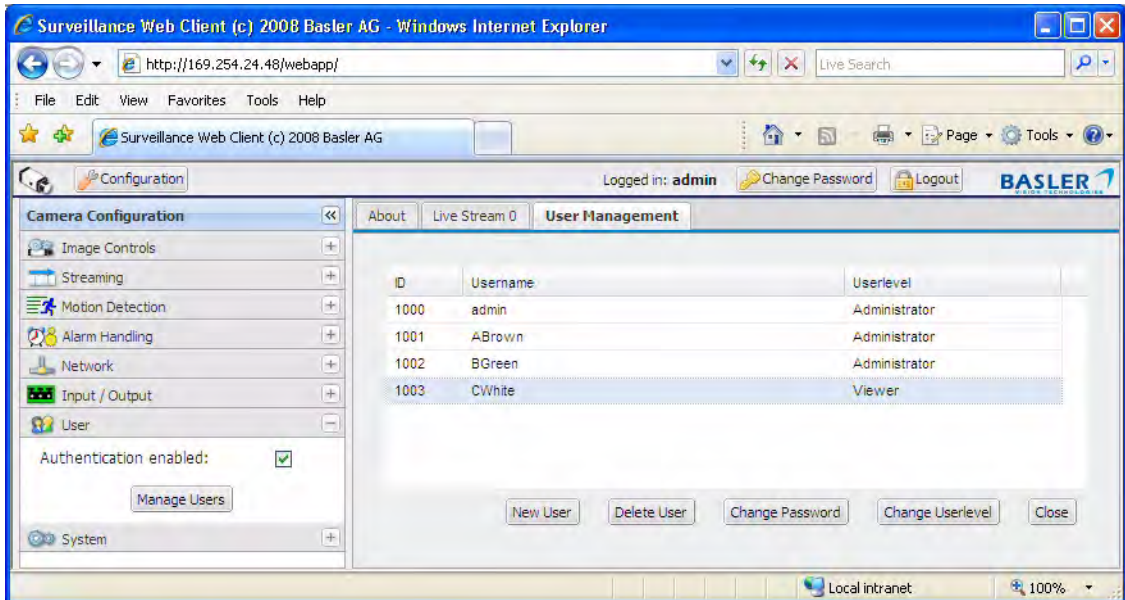 Surveillance Web Client (c) 2008 Basler AG - Windows Internet Explorer
http://169.254.24.48/webapp/
Live Search
File Edit View Favorites Tools Help
Surveillance Web Client (c) 2008 Basler AG
Page Tools
Configuration
Logged in: admin Change Password Logout
BASLER
VISION TECHNOLOGIES
Camera Configuration
About Live Stream 0 User Management
Image Controls
Streaming
Motion Detection
Alarm Handling
Network
Input / Output
User
Authentication enabled:
Manage Users
System
ID Username Userlevel
1000 admin Administrator
1001 ABrown Administrator
1002 BGreen Administrator
1003 CWhite Viewer
New User Delete User Change Password Change Userlevel Close
Local intranet 100%